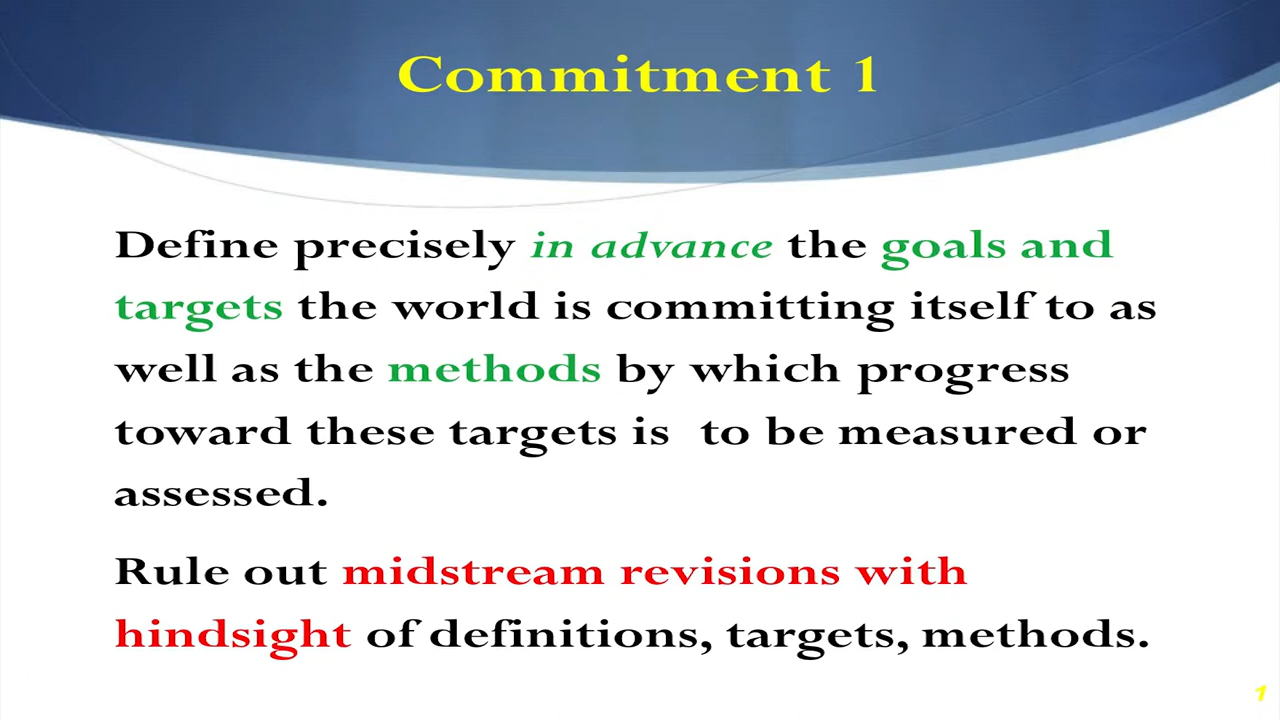 Commitment 1
Define precisely in advance the goals and
targets the world is committing itself to as
well as the methods by which progress
toward these targets is  to be measured or
assessed.
Rule out midstream revisions with
hindsight of definitions, targets, methods.
1